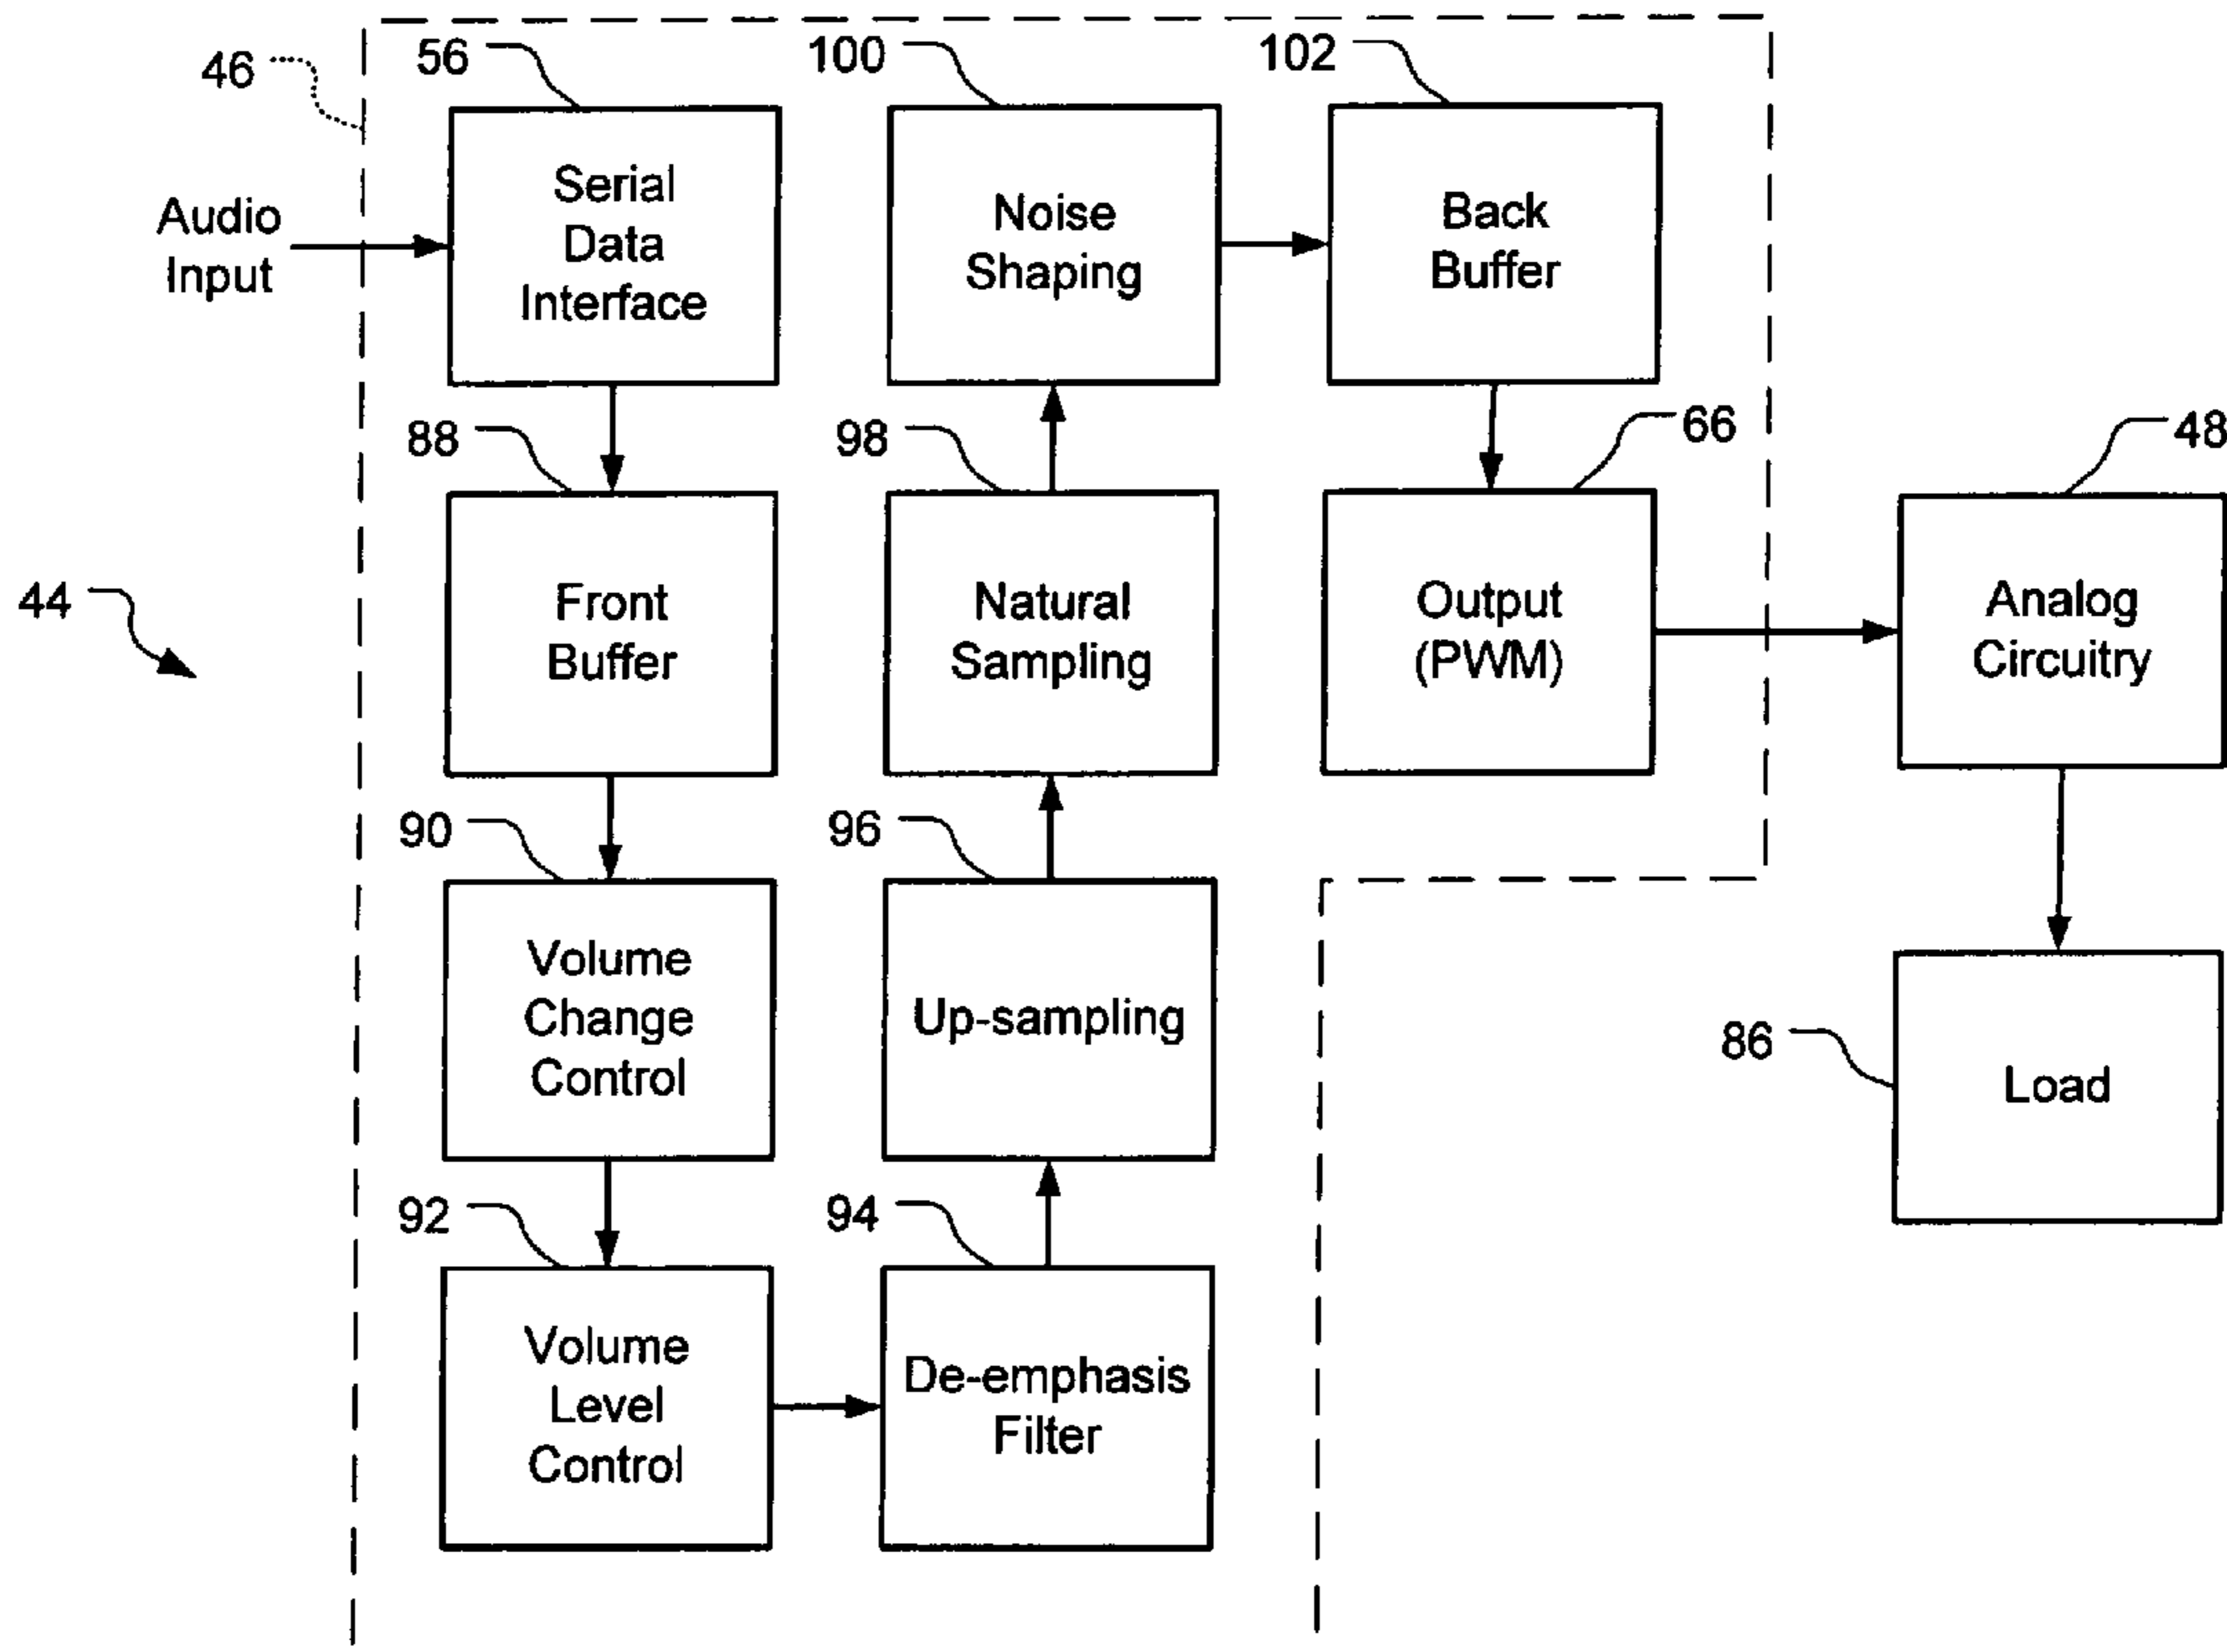 46
56
100
102
Audio
Input
Serial
Data
Interface
Noise
Shaping
Back
Buffer
88
98
66
48
44
Front
Buffer
Natural
Sampling
Output
(PWM)
Analog
Circuitry
90
96
Volume
Change
Control
Up-sampling
86
Load
92
94
Volume
Level
Control
De-emphasis
Filter